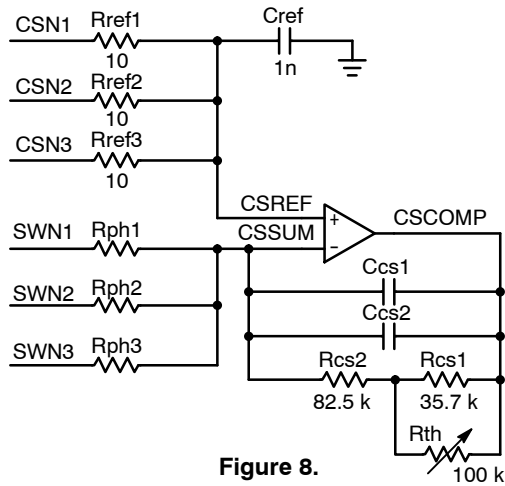 CSN1 Rref1 Cref
10 1n
CSN2 Rref2
10
CSN3 Rref3
10
CSREF
+
CSCOMP
SWN1 Rph1 CSSUM
−
Ccs1
SWN2 Rph2
Ccs2
SWN3 Rph3
Rcs2 Rcs1
82.5 k 35.7 k
Rth
100 k
Figure 8.